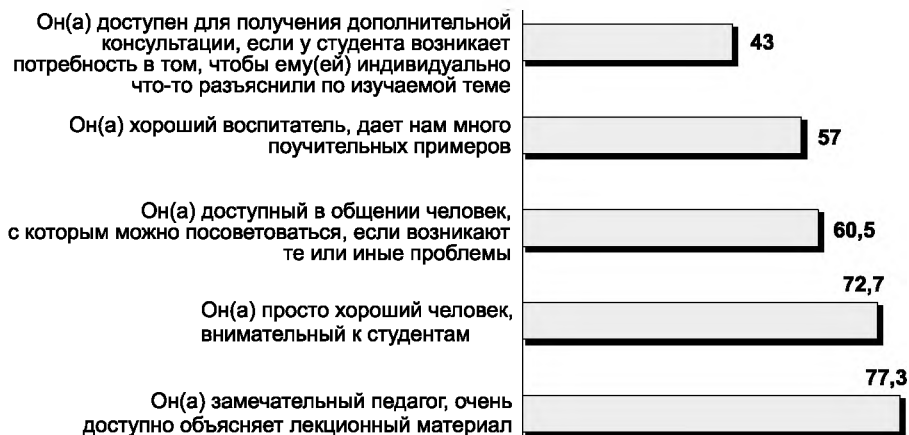 Он(а) доступен для получения дополнительной
консультации, если у студента возникает
потребность в том, чтобы ему(ей) индивидуально
что-то разъяснили по изучаемой теме
43
Он(а) хороший воспитатель, дает нам много
поучительных примеров
57
Он(а) доступный в общении человек,
с которым можно посоветоваться, если возникают
те или иные проблемы
60,5
Он(а) просто хороший человек,
внимательный к студентам
72,7
Он(а) замечательный педагог, очень
доступно объясняет лекционный материал
77,3